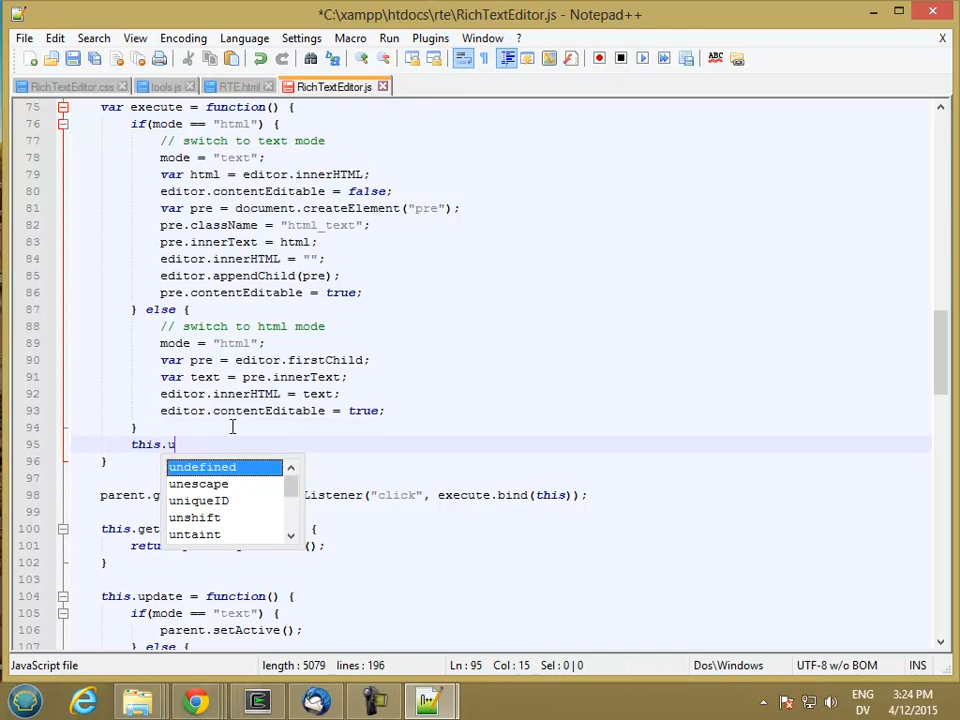 *C:\xampp\htdocs\rte\RichTextEditor.js - Notepad++
File Edit Search View Encoding Language Settings Macro Run Plugins Window ? X
RichTextEditor.css tools.js RTE.html RichTextEditor.js
75 var execute = function() {
76 if(mode == "html") {
77 // switch to text mode
78 mode = "text";
79 var html = editor.innerHTML;
80 editor.contentEditable = false;
81 var pre = document.createElement("pre");
82 pre.className = "html_text";
83 pre.innerText = html;
84 editor.innerHTML = "";
85 editor.appendChild(pre);
86 pre.contentEditable = true;
87 } else {
88 // switch to html mode
89 mode = "html";
90 var pre = editor.firstChild;
91 var text = pre.innerText;
92 editor.innerHTML = text;
93 editor.contentEditable = true;
94 }
95 this.u
96 }
undefined
unescape
uniqueID
unshift
untaint
97
98 parent.g Listener("click", execute.bind(this));
99
100 this.get {
101 retu ();
102 }
103
104 this.update = function() {
105 if(mode == "text") {
106 parent.setActive();
107 } else {
JavaScript file length : 5079 lines : 196 Ln : 95 Col : 15 Sel : 0 | 0 Dos\Windows UTF-8 w/o BOM INS
ENG
DV
3:24 PM
4/12/2015